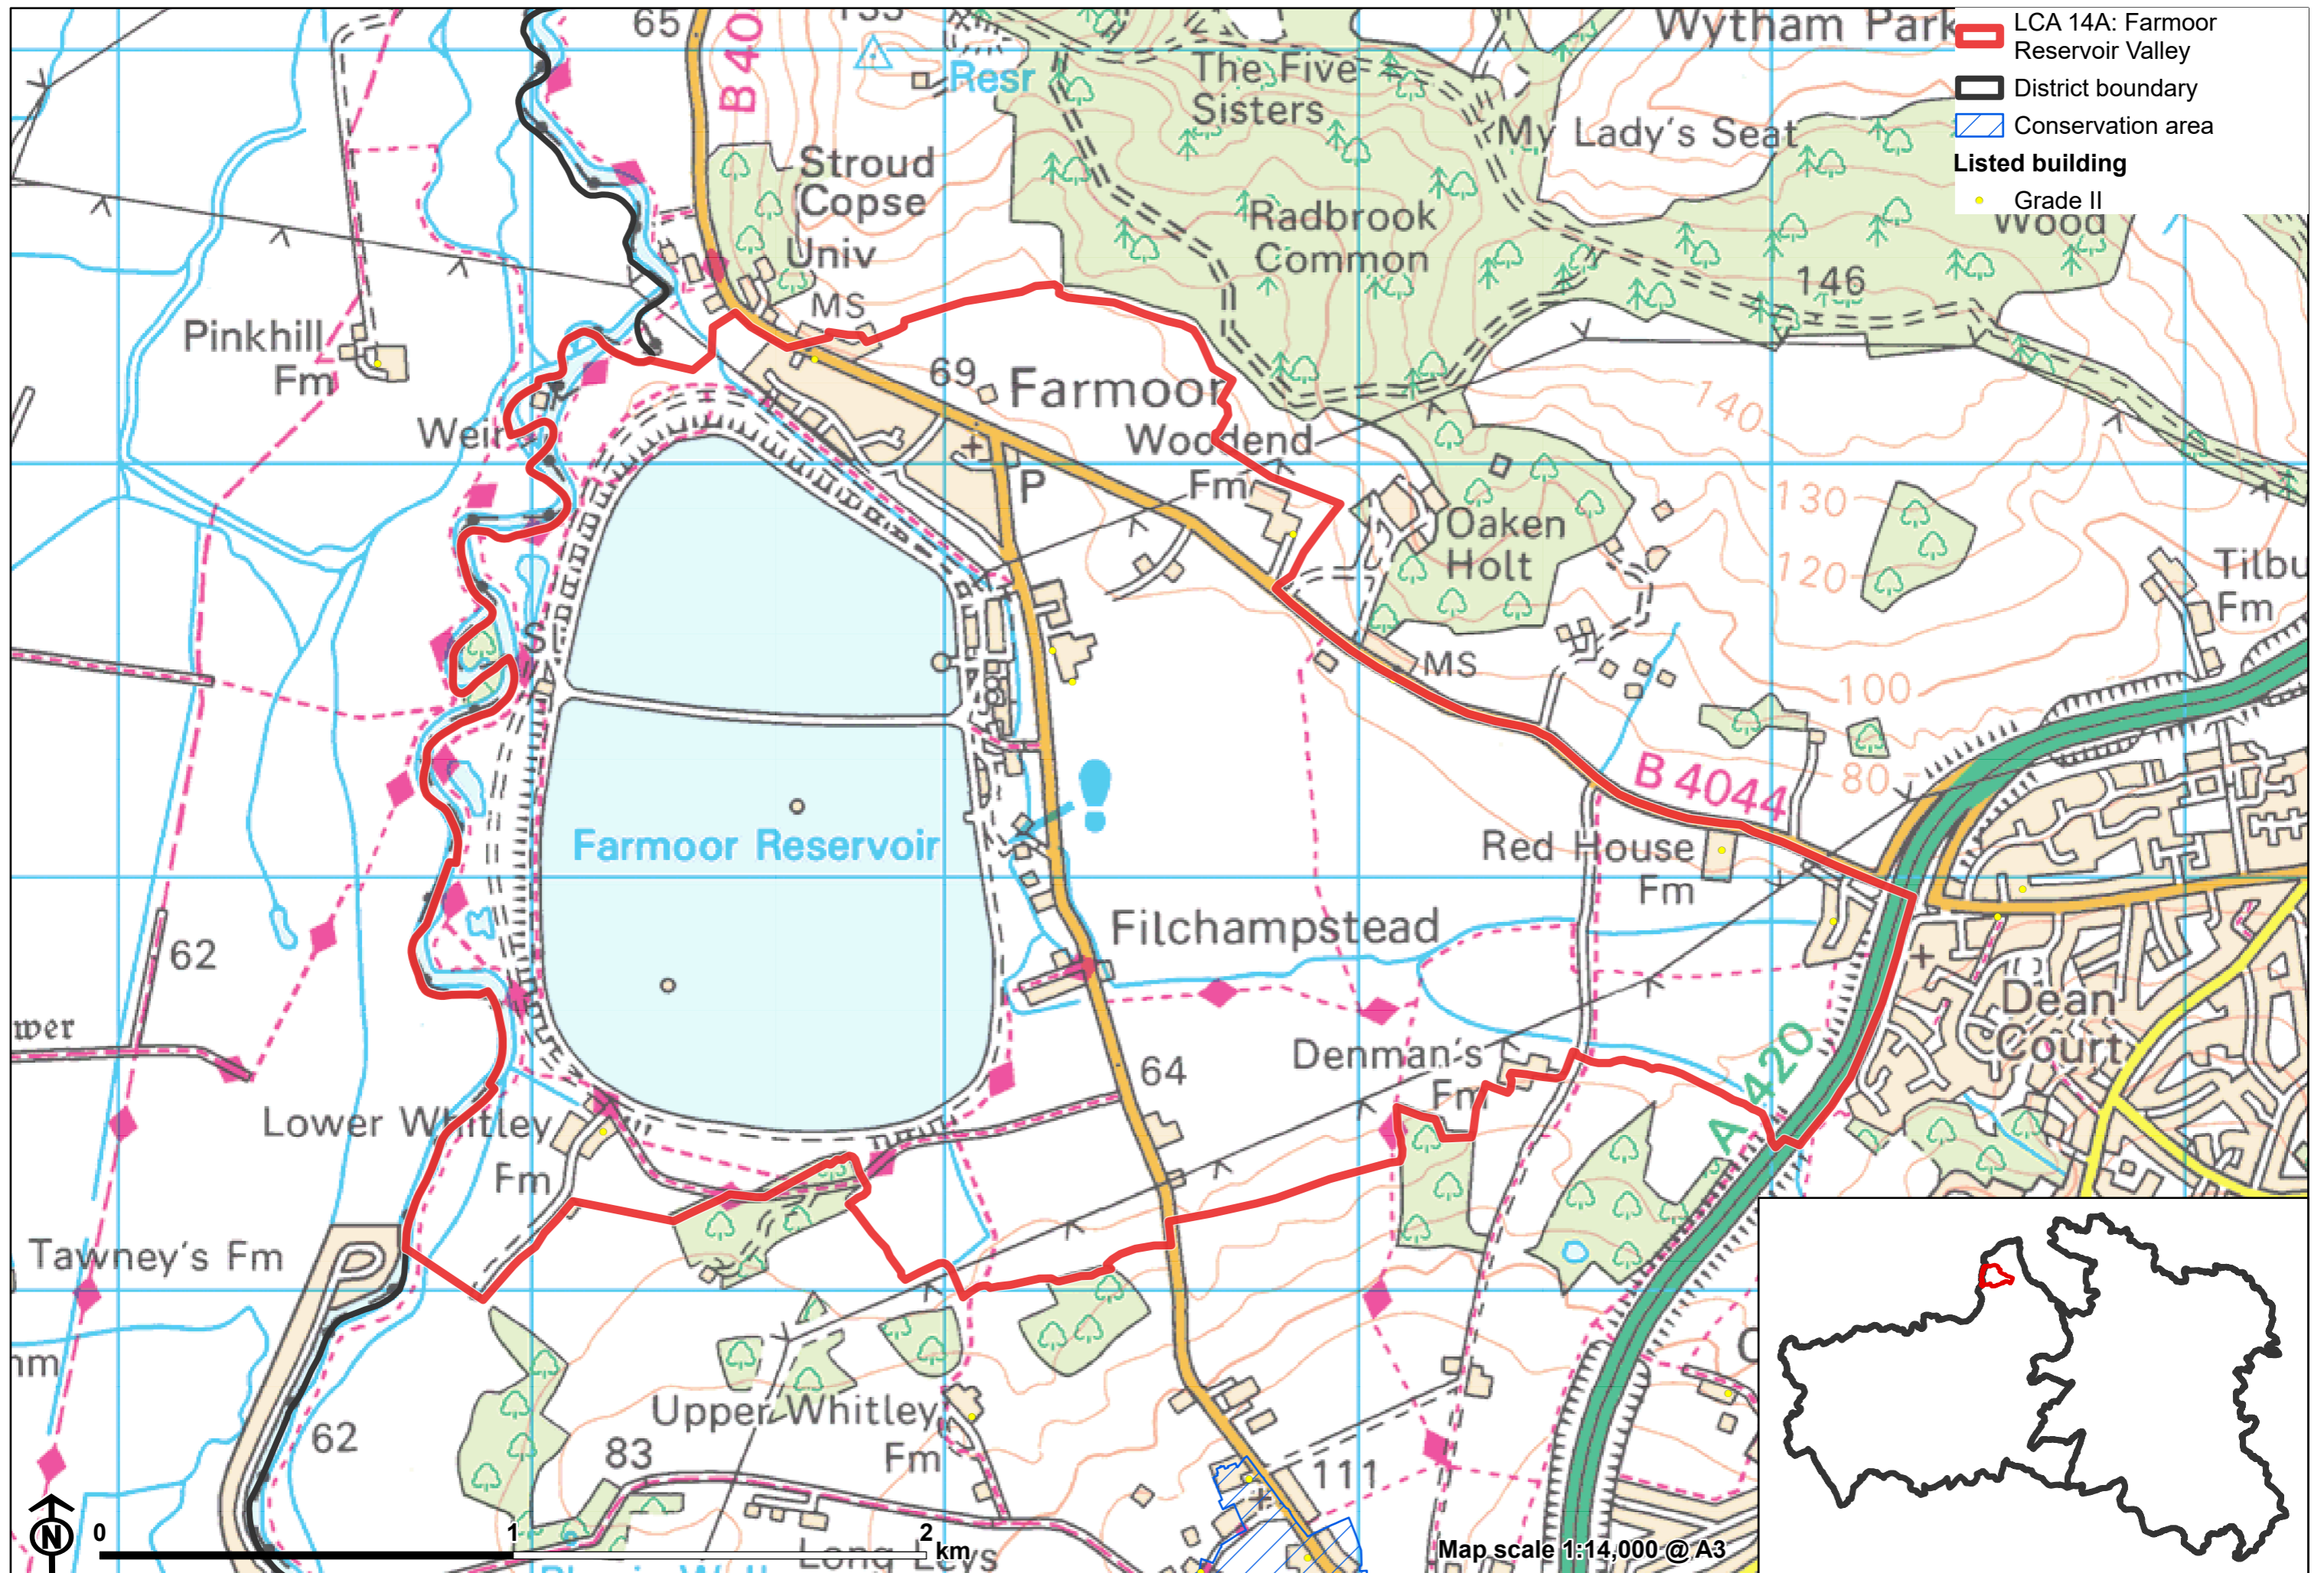 65
B 40
Resr
The Five
Sisters
Wytham Park
LCA 14A: Farmoor
Reservoir Valley
District boundary
Conservation area
Listed building
Grade II
My Lady's Seat
Wood
Stroud
Copse
Univ
MS
Radbrook
Common
146
Pinkhill
Fm
69
Farmoor
Woodend
Fm
Weir
P
140
130
120
Oaken
Holt
Tilbu
Fm
MS
100
80
B 4044
Farmoor Reservoir
Red House
Fm
62
Filchampstead
Dean
Court
wer
64
Denman's
Fm
A 420
Lower Whitley
Fm
Tawney's Fm
62
83
Upper Whitley
Fm
111
N
0
1
2
km
Long Leys
Map scale 1:14,000 @ A3